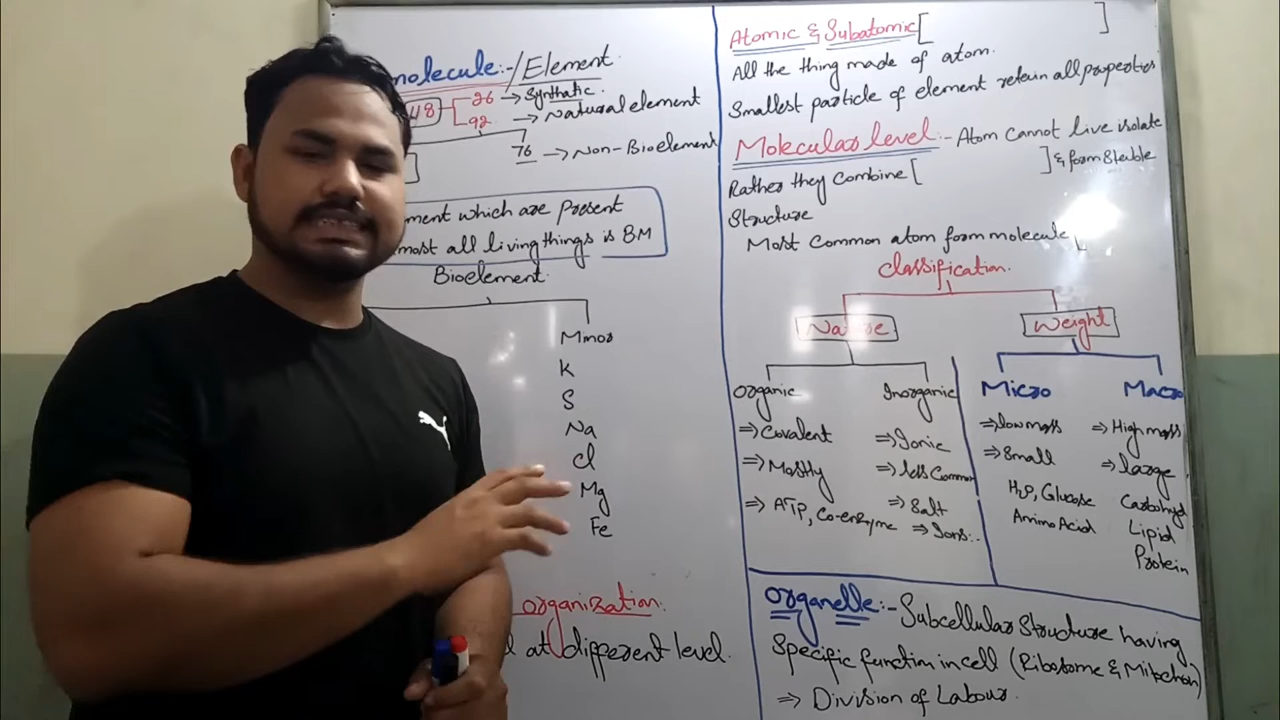 molecule:-/Element
48 26 → Synthatic.
92 → Natural element
76 → Non-Bioelement
ment which are present
most all living things is BM
Bioelement
Minor
K
S
Na
Cl
Mg
Fe
organization.
at different level.
Atomic & Subatomic [ ]
All the thing made of atom.
Smallest particle of element retain all properties
Molecular level:- Atom cannot live isolate
Rather they combine [ ] & form Stable
Structure
Most Common atom form molecule
classification.
Nature Weight
Organic Inorganic Micro Macro
⇒ Covalent ⇒ Ionic ⇒ low mass ⇒ High mass
⇒ Mostly ⇒ less Common ⇒ Small ⇒ large
⇒ ATP, Co-enzyme ⇒ Salt H2O, Glucose Carbohyd
⇒ Ions:. Amino Acid Lipid
Protein
Organelle:- Subcellular Structure having
Specific function in cell (Ribosome & Mitochon)
⇒ Division of Labour.